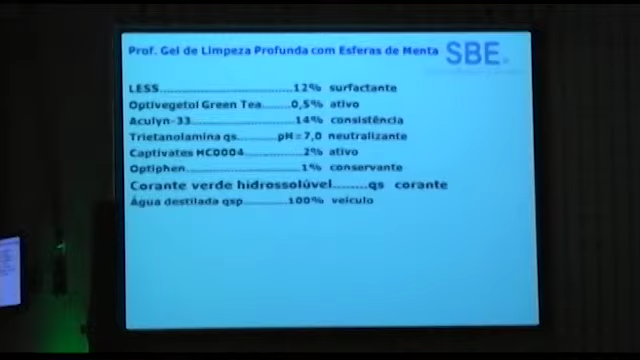 Prof. Gel de Limpeza Profunda com Esferas de Menta
SBE
LESS.................................12% surfactante
Optivegetol Green Tea.......0,5% ativo
Aculyn-33.........................14% consistência
Trietanolamina qs..........pH=7,0 neutralizante
Captivates HC0004...............2% ativo
Optiphen.............................1% conservante
Corante verde hidrossolúvel........qs corante
Água destilada qsp...........100% veículo